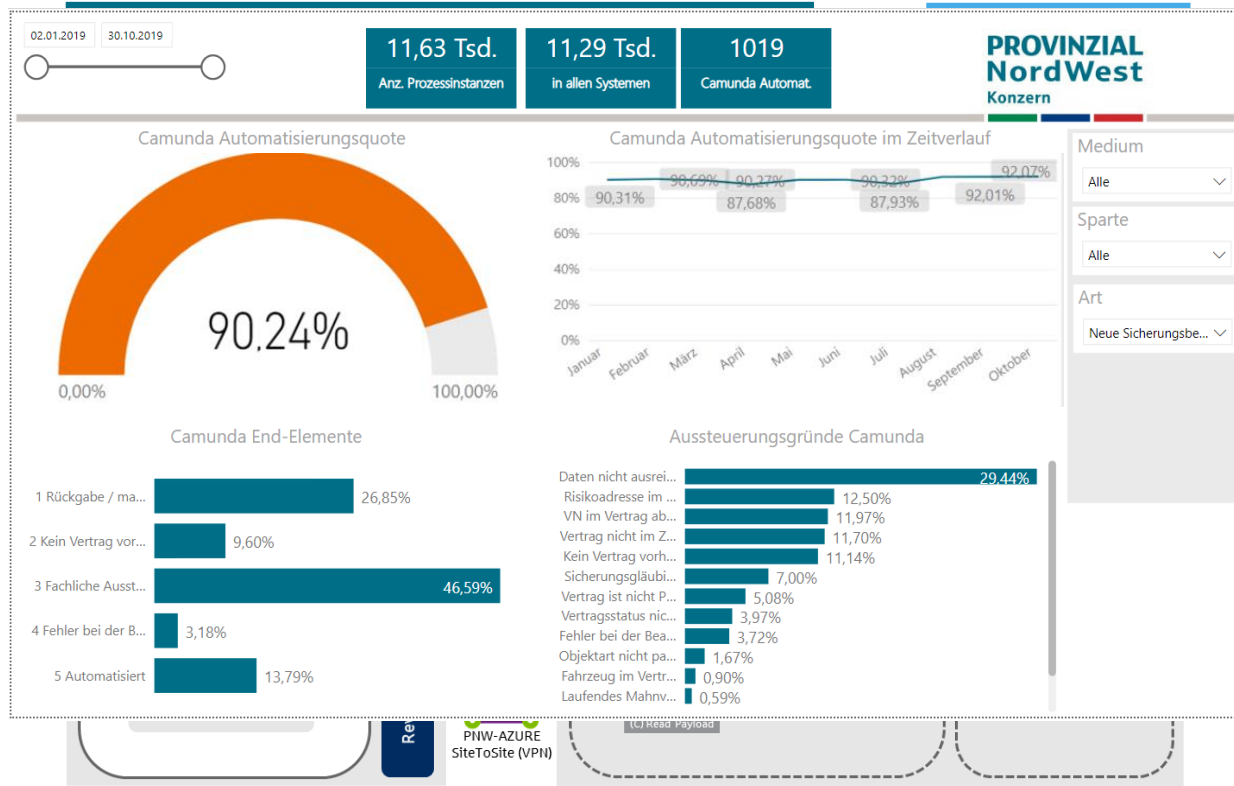 02.01.2019 30.10.2019
11,63 Tsd.
Anz. Prozessinstanzen
11,29 Tsd.
in allen Systemen
1019
Camunda Automat.
PROVINZIAL
NordWest
Konzern
Camunda Automatisierungsquote
90,24%
0,00% 100,00%
Camunda Automatisierungsquote im Zeitverlauf
100%
80%
60%
40%
20%
0%
90,31%
90,69%
90,27%
87,68%
90,32%
87,93%
92,01%
92,07%
Januar
Februar
März
April
Mai
Juni
Juli
August
September
Oktober
Medium
Alle
Sparte
Alle
Art
Neue Sicherungsbe...
Camunda End-Elemente
1 Rückgabe / ma... 26,85%
2 Kein Vertrag vor... 9,60%
3 Fachliche Ausst... 46,59%
4 Fehler bei der B... 3,18%
5 Automatisiert 13,79%
Aussteuerungsgründe Camunda
Daten nicht ausrei... 29,44%
Risikoadresse im ... 12,50%
VN im Vertrag ab... 11,97%
Vertrag nicht im Z... 11,70%
Kein Vertrag vorh... 11,14%
Sicherungsgläubi... 7,00%
Vertrag ist nicht P... 5,08%
Vertragsstatus nic... 3,97%
Fehler bei der Bea... 3,72%
Objektart nicht pa... 1,67%
Fahrzeug im Vertr... 0,90%
Laufendes Mahnv... 0,59%
Re
PNW-AZURE
SiteToSite (VPN)
(C) Read Payload